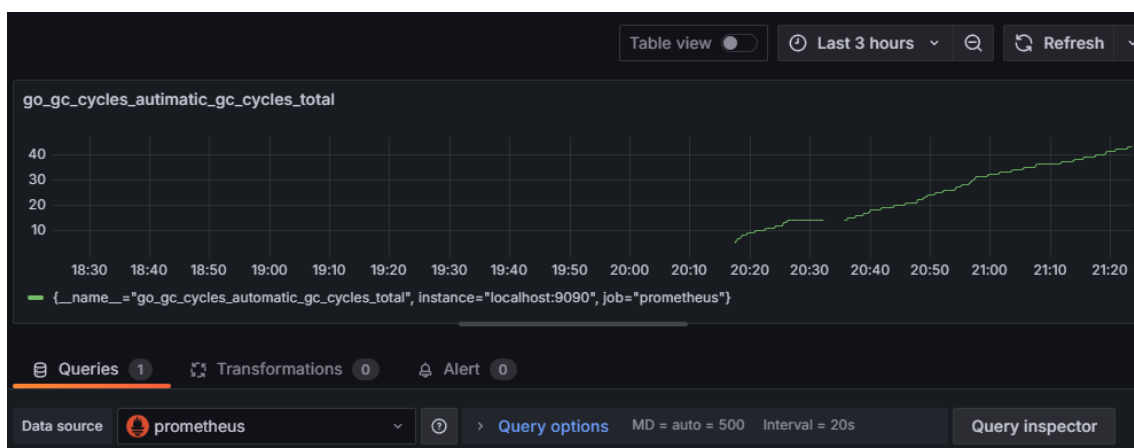 Table view Last 3 hours Refresh
go_gc_cycles_autimatic_gc_cycles_total
40
30
20
10
18:30 18:40 18:50 19:00 19:10 19:20 19:30 19:40 19:50 20:00 20:10 20:20 20:30 20:40 20:50 21:00 21:10 21:20
{__name__="go_gc_cycles_automatic_gc_cycles_total", instance="localhost:9090", job="prometheus"}
Queries 1 Transformations 0 Alert 0
Data source prometheus Query options MD = auto = 500 Interval = 20s Query inspector